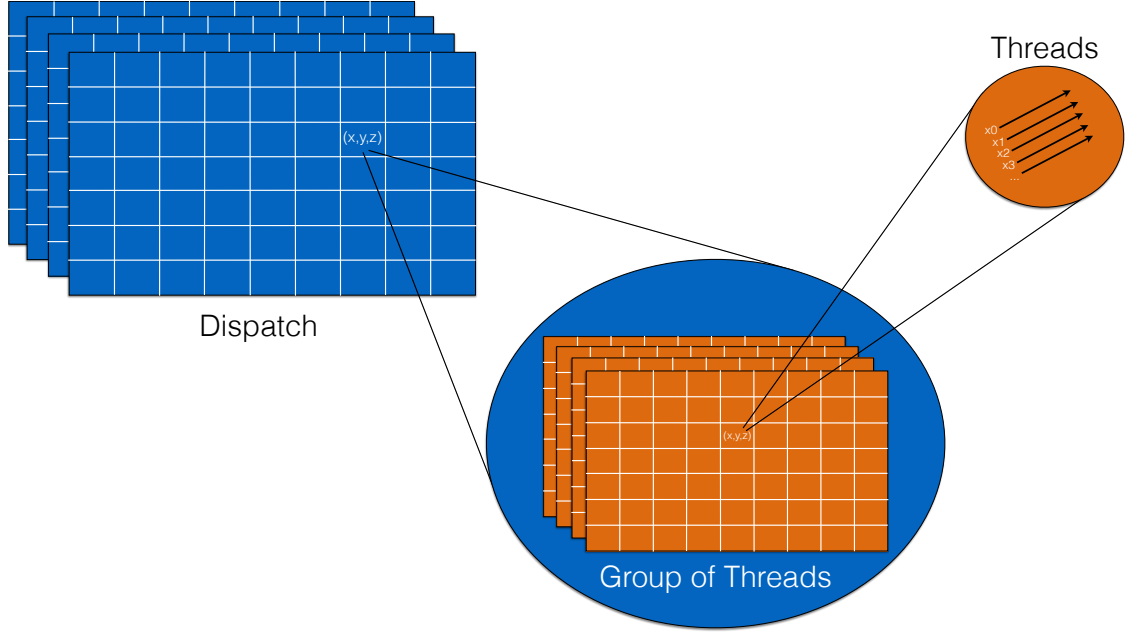 Threads
x0
x1
x2
x3
...
(x,y,z)
Dispatch
(x,y,z)
Group of Threads